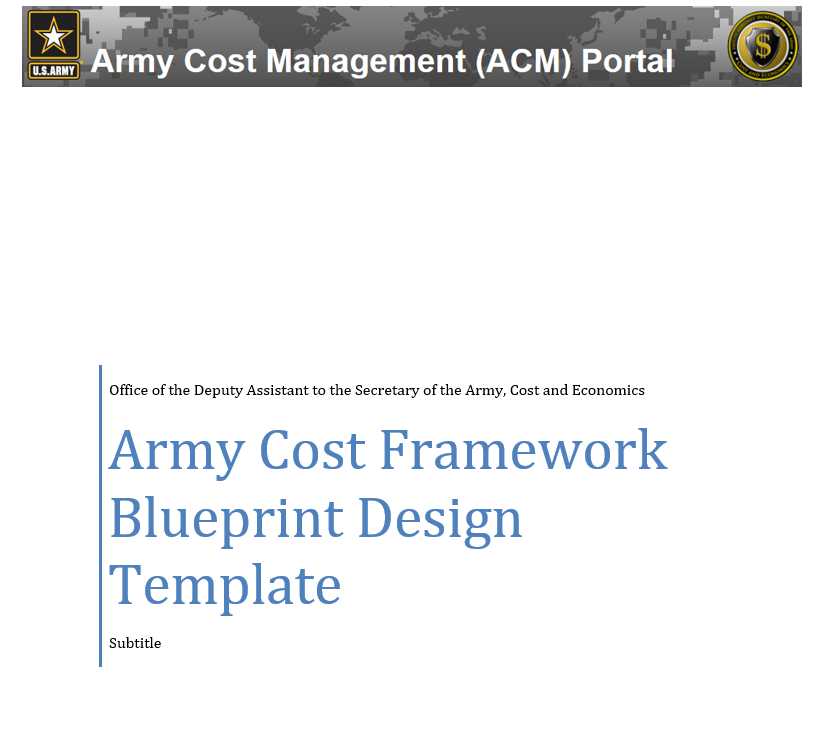 U.S.ARMY
Army Cost Management (ACM) Portal
$
Office of the Deputy Assistant to the Secretary of the Army, Cost and Economics
Army Cost Framework
Blueprint Design
Template
Subtitle